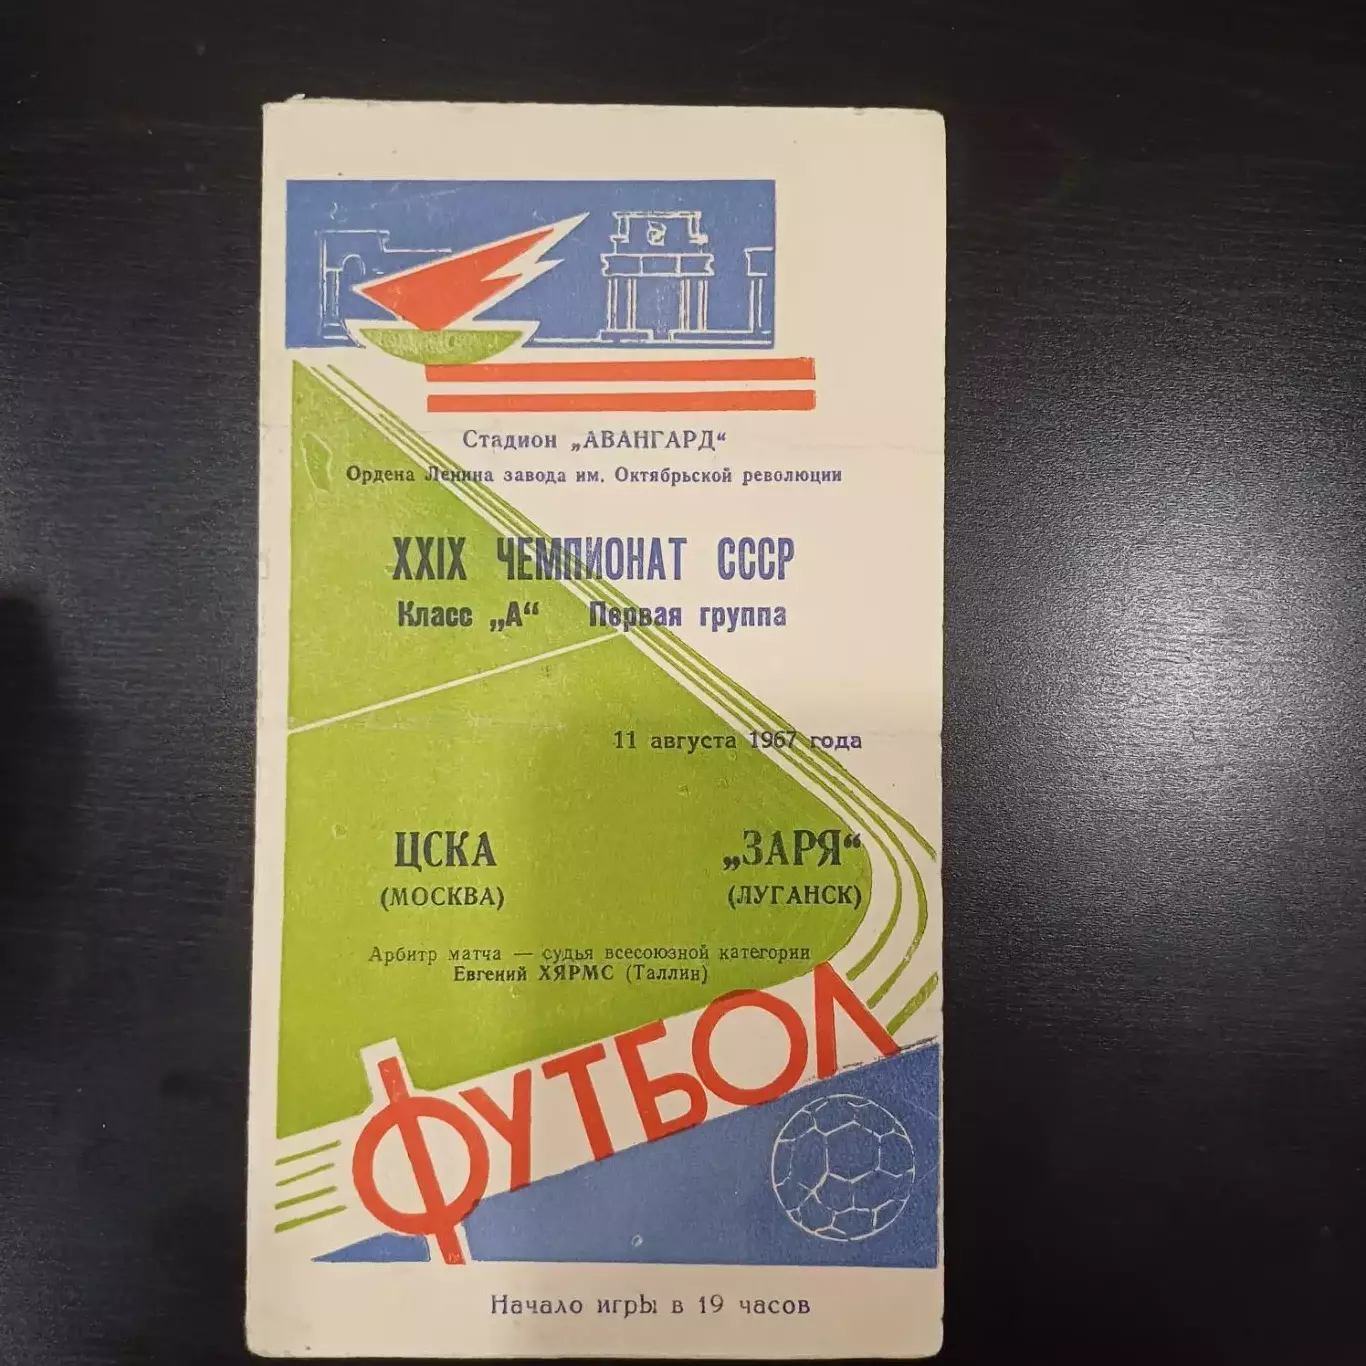 Стадион „АВАНГАРД“
Ордена Ленина завода им. Октябрьской революции
XXIX ЧЕМПИОНАТ СССР
Класс „А“ Первая группа
11 августа 1967 года
ЦСКА „ЗАРЯ“
(МОСКВА) (ЛУГАНСК)
Арбитр матча — судья всесоюзной категории
Евгений ХЯРМС (Таллин)
ФУТБОЛ
Начало игры в 19 часов